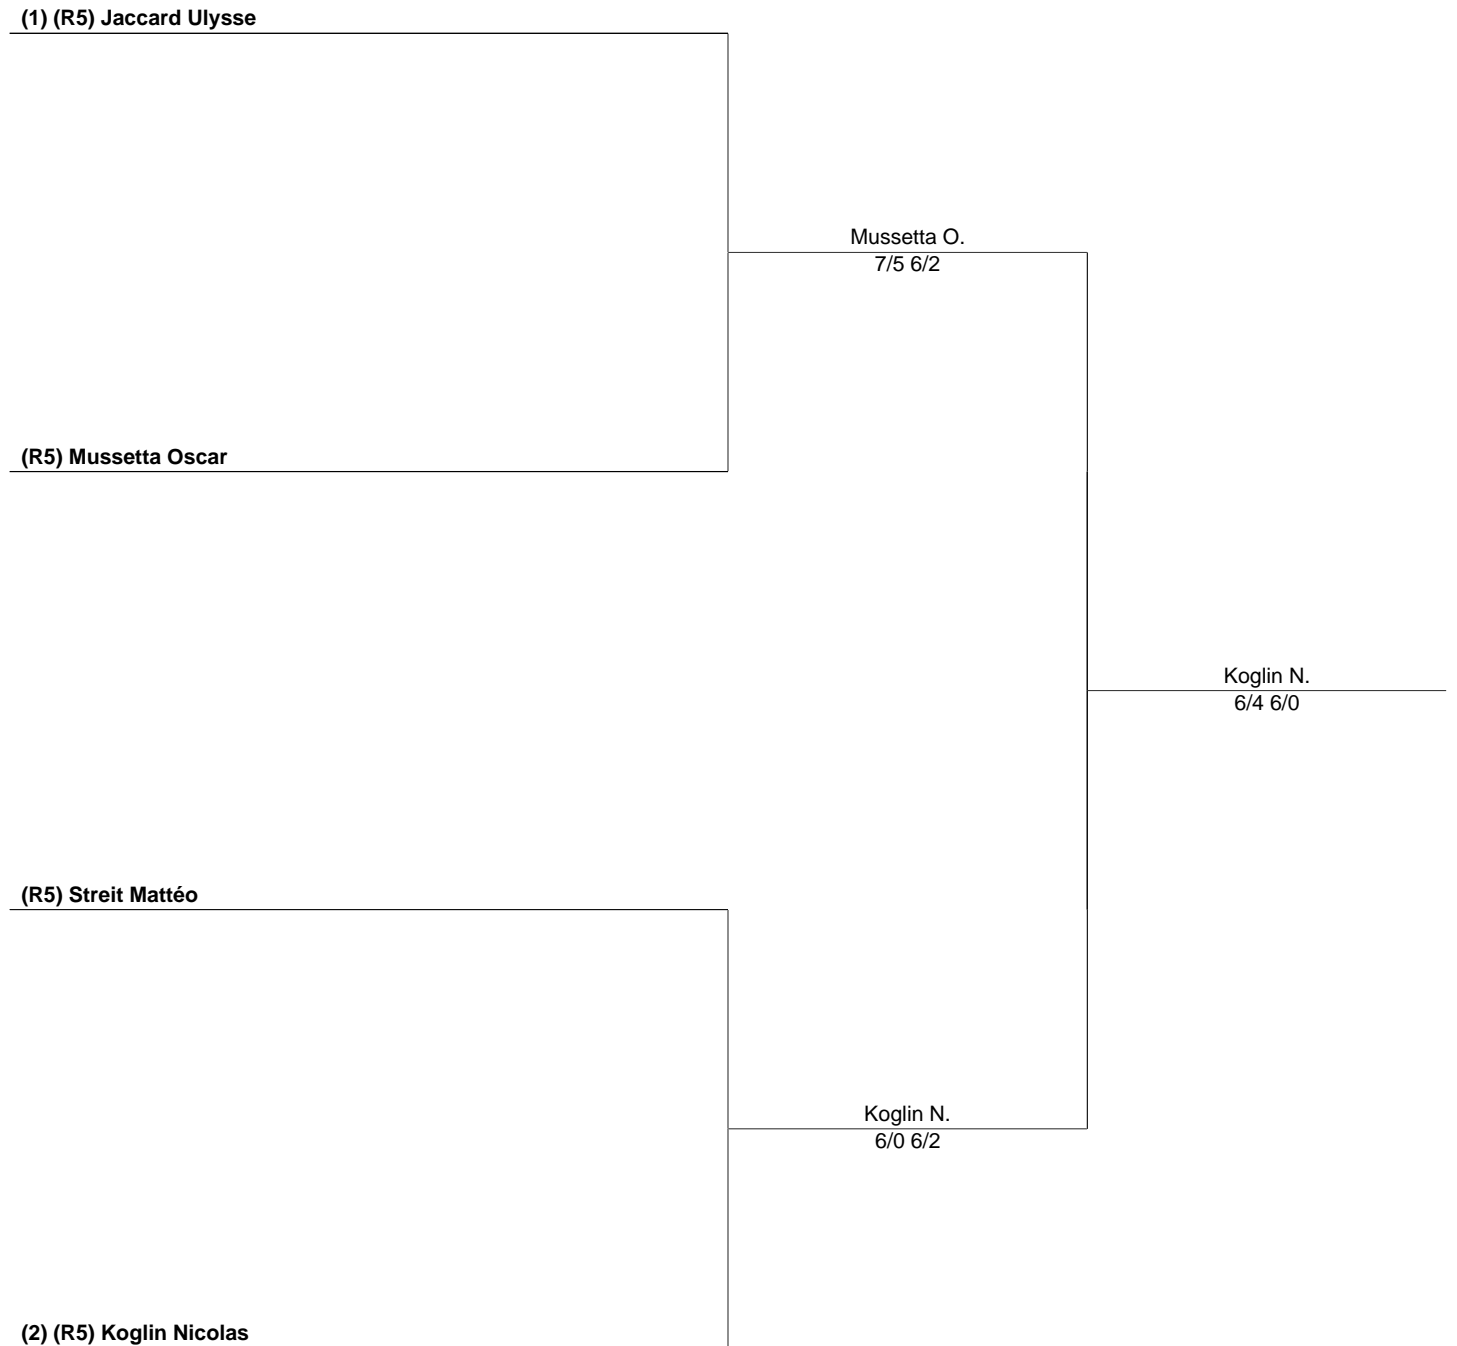 (1) (R5) Jaccard Ulysse
Mussetta O.
7/5 6/2
(R5) Mussetta Oscar
Koglin N.
6/4 6/0
(R5) Streit Mattéo
Koglin N.
6/0 6/2
(2) (R5) Koglin Nicolas